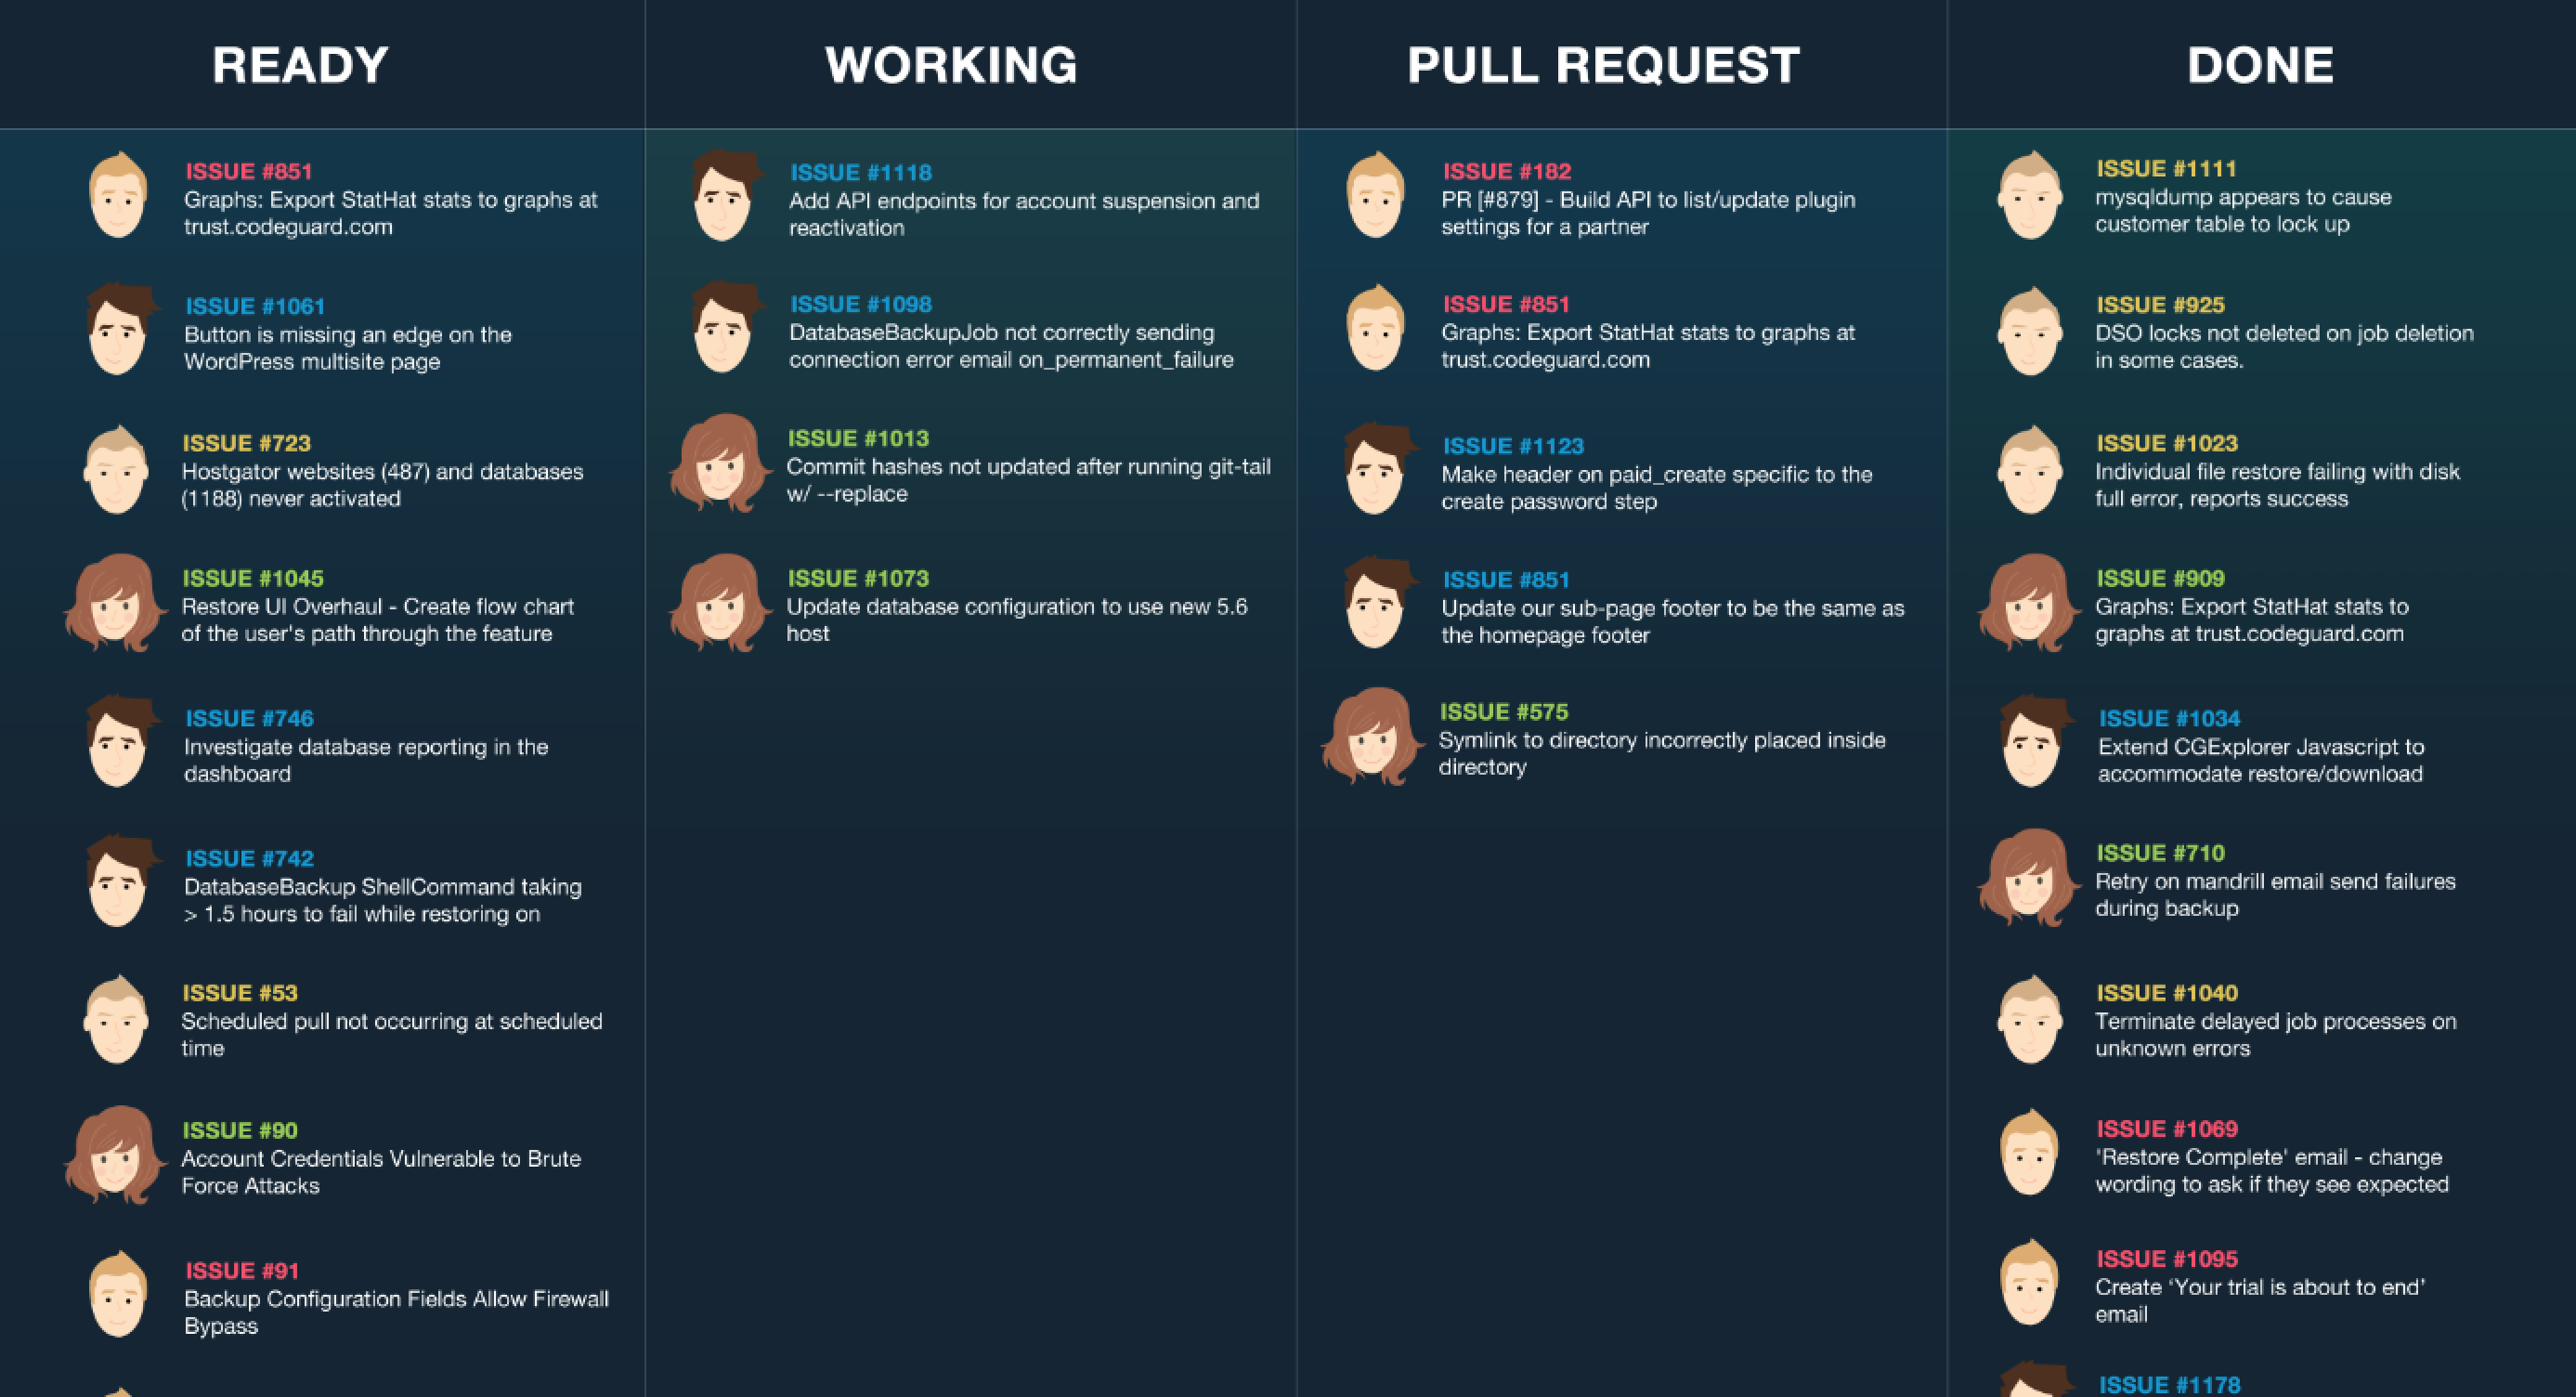 READY
ISSUE #851
Graphs: Export StatHat stats to graphs at
trust.codeguard.com
ISSUE #1061
Button is missing an edge on the
WordPress multisite page
ISSUE #723
Hostgator websites (487) and databases
(1188) never activated
ISSUE #1045
Restore UI Overhaul - Create flow chart
of the user's path through the feature
ISSUE #746
Investigate database reporting in the
dashboard
ISSUE #742
DatabaseBackup ShellCommand taking
> 1.5 hours to fail while restoring on
ISSUE #53
Scheduled pull not occurring at scheduled
time
ISSUE #90
Account Credentials Vulnerable to Brute
Force Attacks
ISSUE #91
Backup Configuration Fields Allow Firewall
Bypass
WORKING
ISSUE #1118
Add API endpoints for account suspension and
reactivation
ISSUE #1098
DatabaseBackupJob not correctly sending
connection error email on_permanent_failure
ISSUE #1013
Commit hashes not updated after running git-tail
w/ --replace
ISSUE #1073
Update database configuration to use new 5.6
host
PULL REQUEST
ISSUE #182
PR [#879] - Build API to list/update plugin
settings for a partner
ISSUE #851
Graphs: Export StatHat stats to graphs at
trust.codeguard.com
ISSUE #1123
Make header on paid_create specific to the
create password step
ISSUE #851
Update our sub-page footer to be the same as
the homepage footer
ISSUE #575
Symlink to directory incorrectly placed inside
directory
DONE
ISSUE #1111
mysqldump appears to cause
customer table to lock up
ISSUE #925
DSO locks not deleted on job deletion
in some cases.
ISSUE #1023
Individual file restore failing with disk
full error, reports success
ISSUE #909
Graphs: Export StatHat stats to
graphs at trust.codeguard.com
ISSUE #1034
Extend CGExplorer Javascript to
accommodate restore/download
ISSUE #710
Retry on mandrill email send failures
during backup
ISSUE #1040
Terminate delayed job processes on
unknown errors
ISSUE #1069
'Restore Complete' email - change
wording to ask if they see expected
ISSUE #1095
Create ‘Your trial is about to end’
email
ISSUE #1178